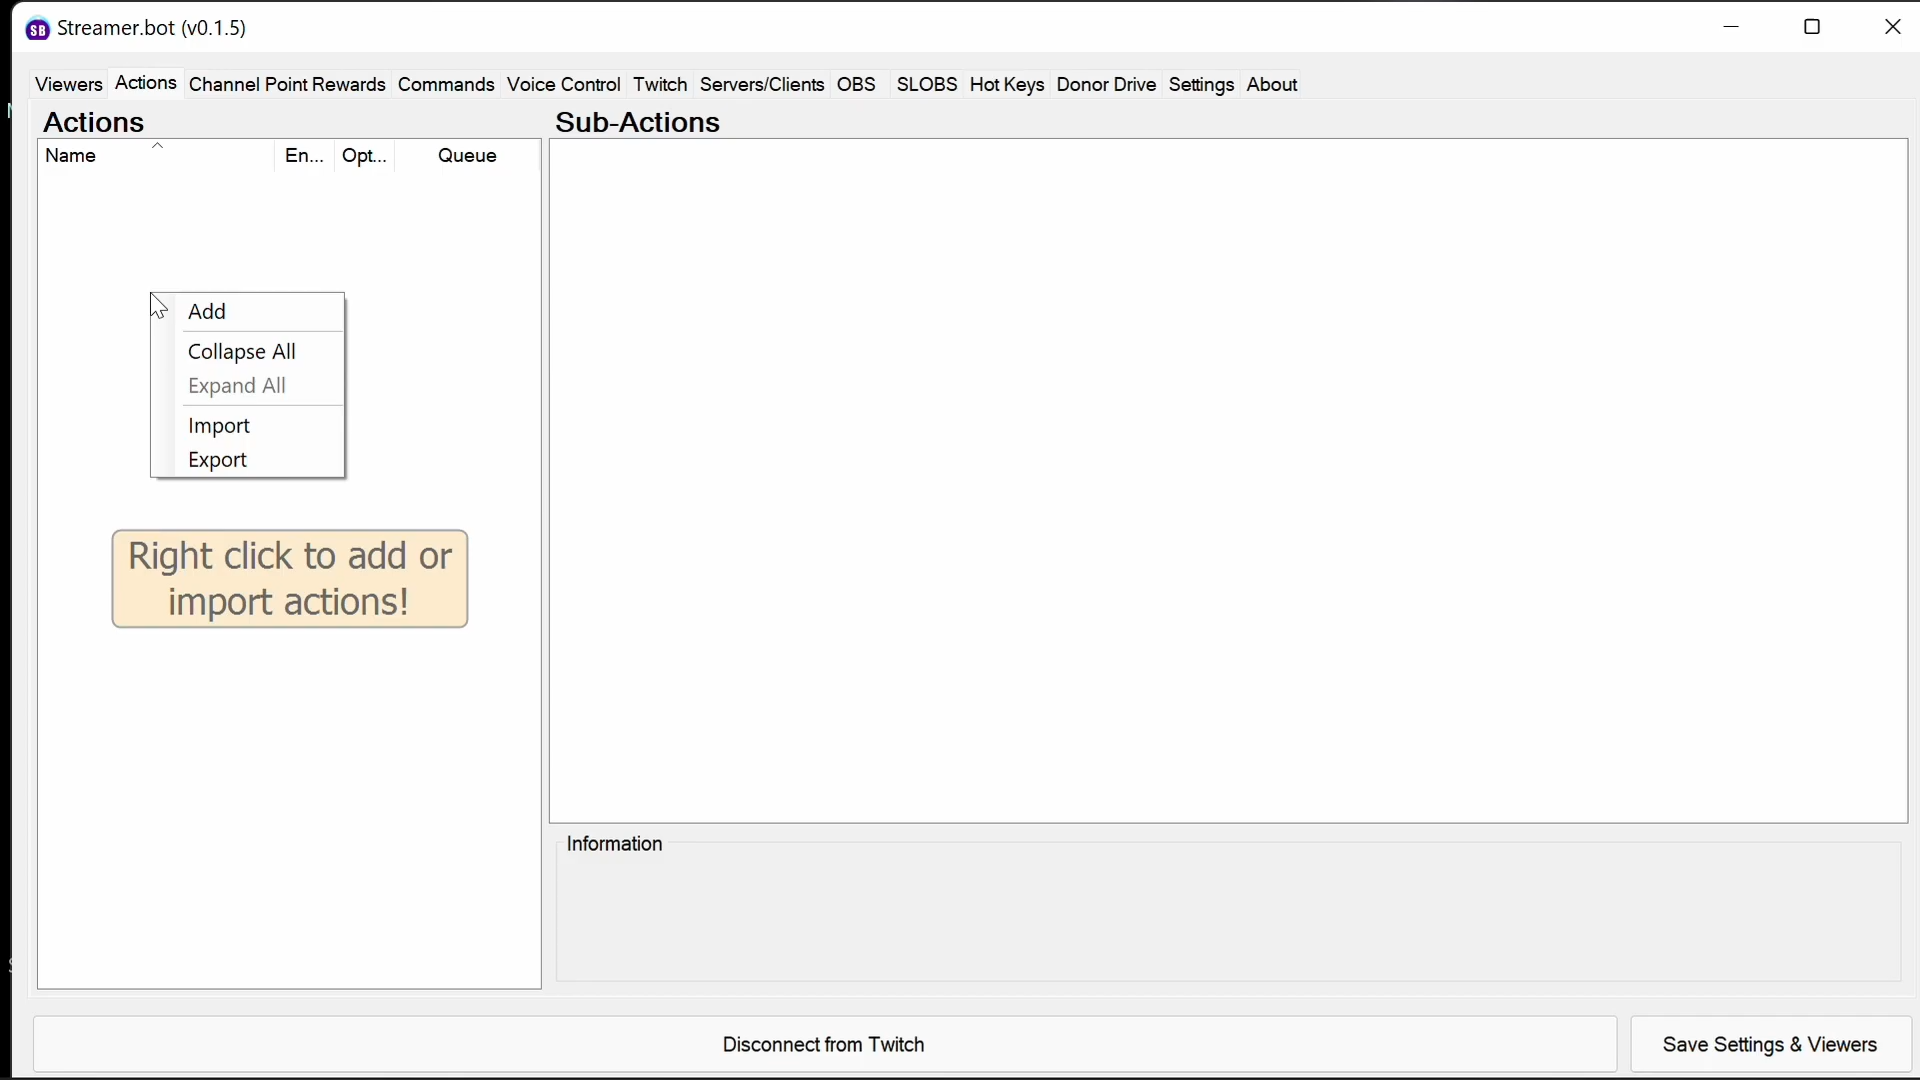 SB Streamer.bot (v0.1.5)
Viewers Actions Channel Point Rewards Commands Voice Control Twitch Servers/Clients OBS SLOBS Hot Keys Donor Drive Settings About
Actions
Sub-Actions
Name En... Opt... Queue
Add
Collapse All
Expand All
Import
Export
Right click to add or
import actions!
Information
Disconnect from Twitch
Save Settings & Viewers